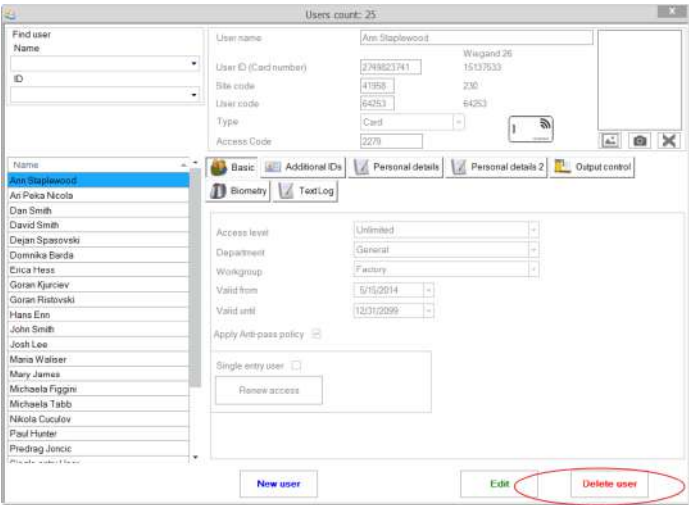 Users count: 25
X
Find user
Name
ID
User name
Ann Staplewood
Wiegand 26
User ID (Card number)
2749823741
15137533
Site code
41958
230
User code
64253
64253
Type
Card
Access Code
2279
Name
Ann Staplewood
Ari Peka Nicola
Dan Smith
David Smith
Dejan Spasovski
Domnika Barda
Erica Hess
Goran Kjurciev
Goran Ristovski
Hans Enn
John Smith
Josh Lee
Maria Waliser
Mary James
Michaela Figgini
Michaela Tabb
Nikola Cuculov
Paul Hunter
Predrag Joncic
Single entry User
Basic
Additional IDs
Personal details
Personal details 2
Output control
Biometry
Text Log
Access level
Unlimited
Department
General
Workgroup
Factory
Valid from
5/15/2014
Valid until
12/31/2099
Apply Anti-pass policy
Single entry user
Renew access
New user
Edit
Delete user